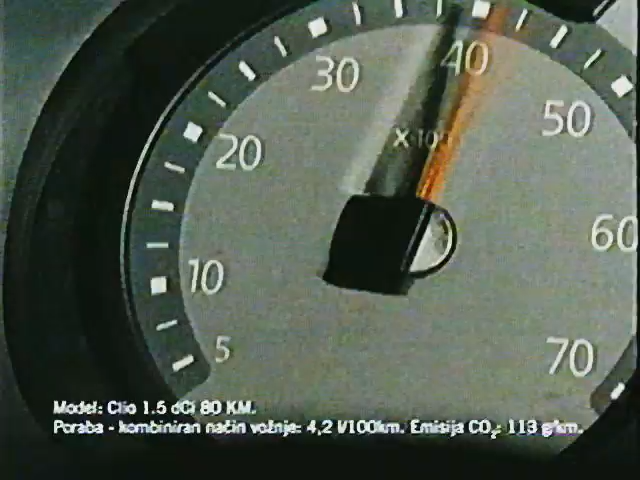 30
40
50
X100
20
60
10
5
70
Model: Clio 1.5 dCi 80 KM.
Poraba - kombiniran način vožnje: 4,2 l/100km. Emisija CO₂: 113 g/km.